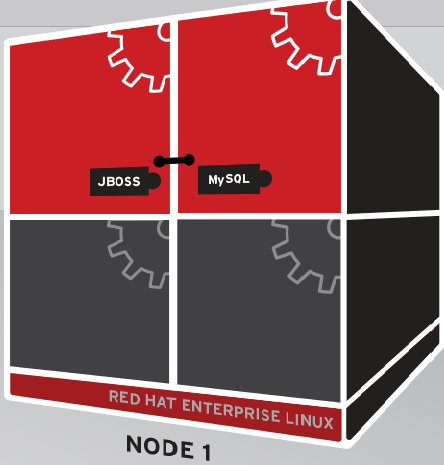 JBOSS
MySQL
RED HAT ENTERPRISE LINUX
NODE 1